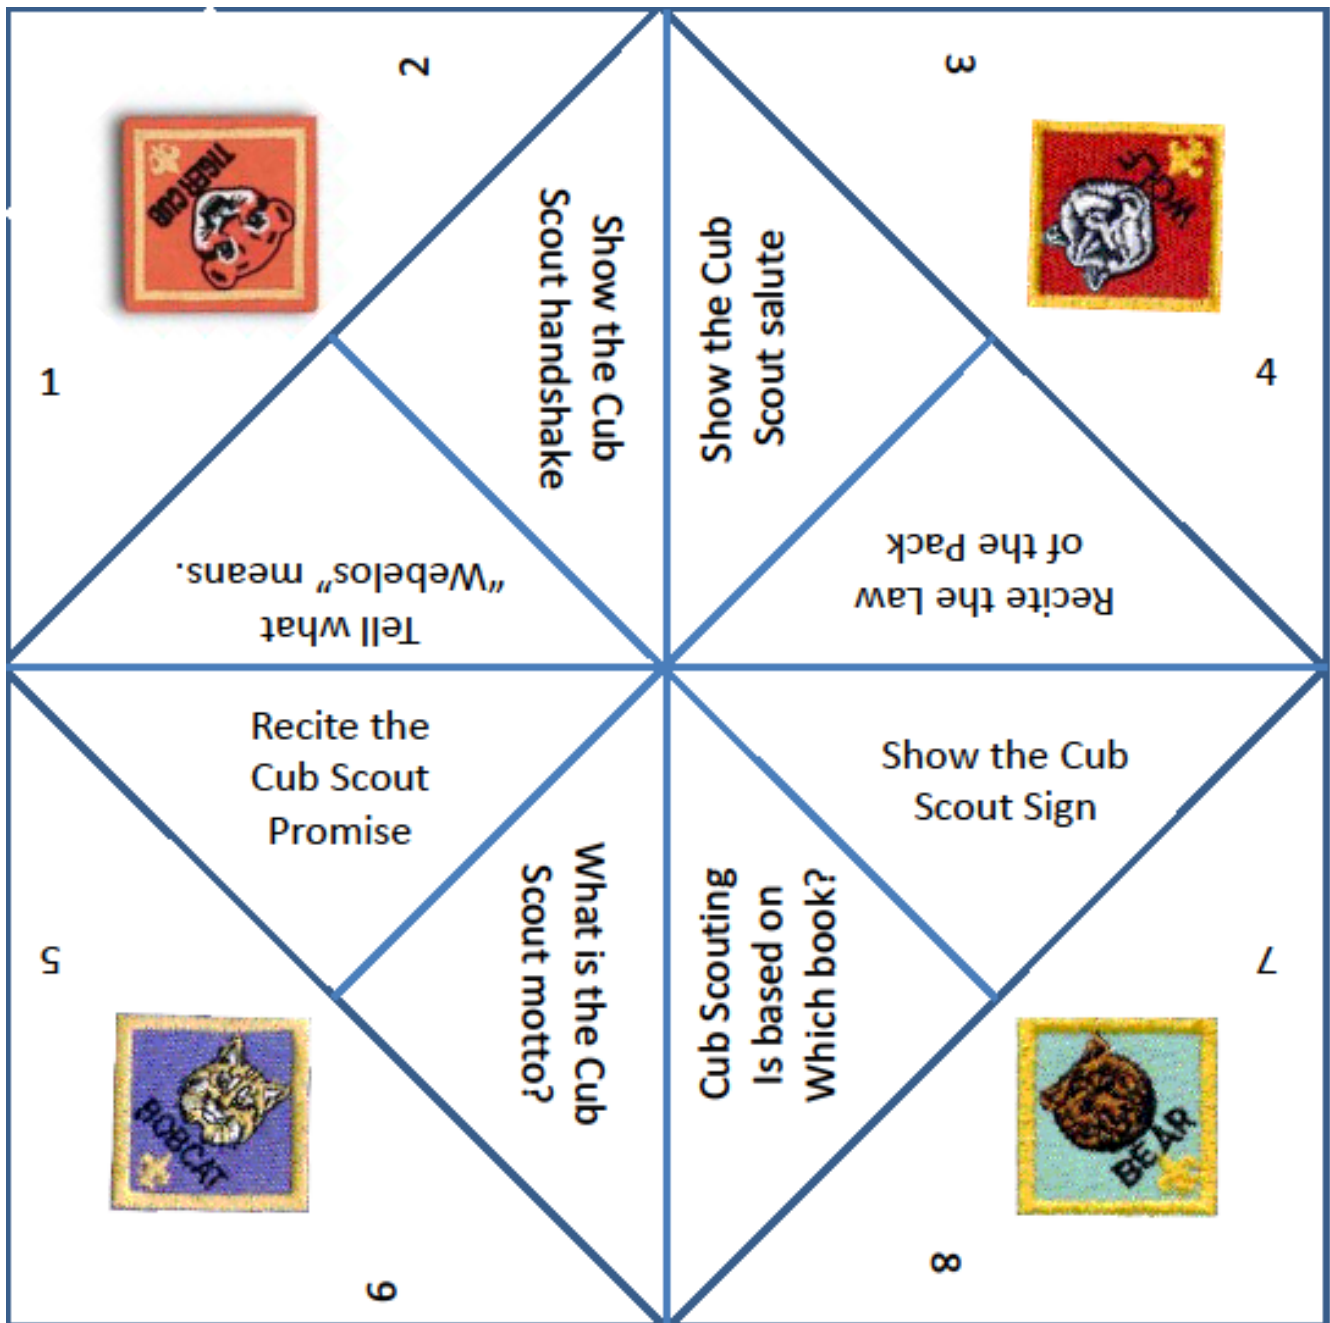 2
3
TIGER CUB
WOLF
1
4
Show the Cub
Scout handshake
Show the Cub
Scout salute
Tell what
"Webelos" means.
Recite the Law
of the Pack
Recite the
Cub Scout
Promise
Show the Cub
Scout Sign
What is the Cub
Scout motto?
Cub Scouting
Is based on
Which book?
5
7
BOBCAT
BEAR
6
8